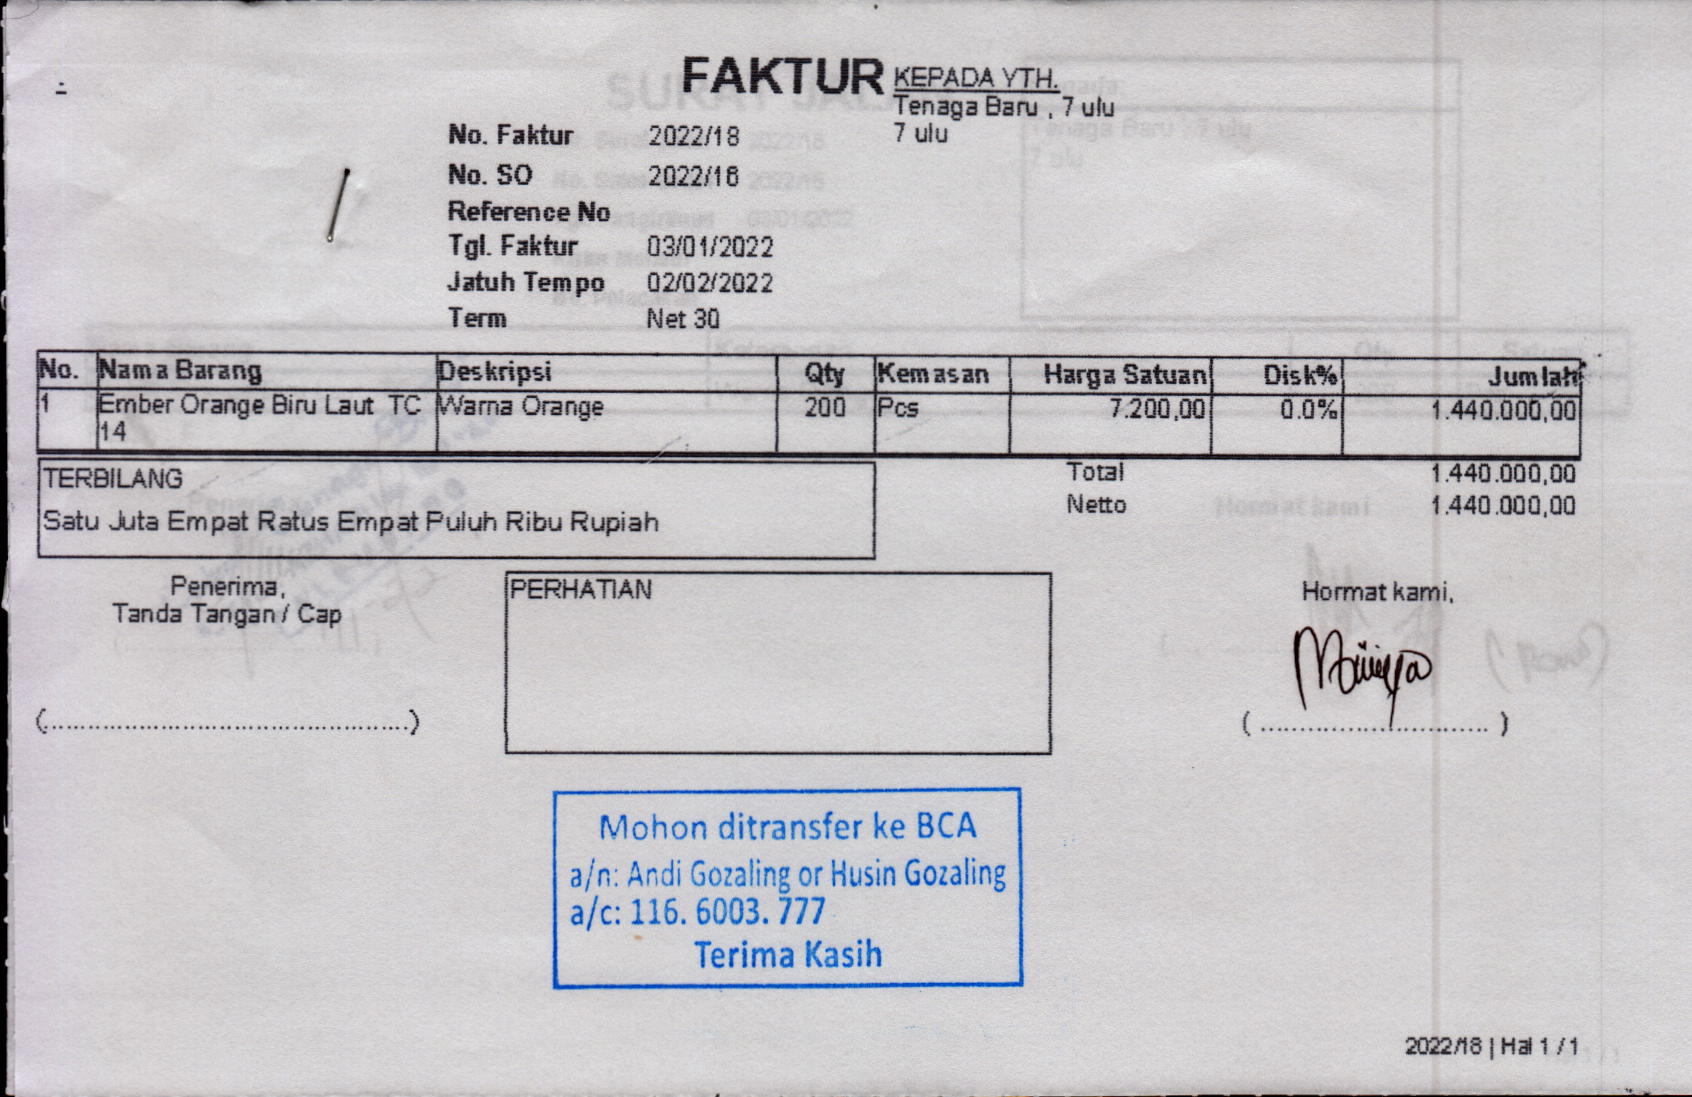 FAKTUR
KEPADA YTH.
Tenaga Baru , 7 ulu
7 ulu
No. Faktur 2022/18
No. SO 2022/18
Reference No
Tgl. Faktur 03/01/2022
Jatuh Tempo 02/02/2022
Term Net 30
No. Nama Barang Deskripsi Qty Kemasan Harga Satuan Disk% Jumlah
1 Ember Orange Biru Laut TC Warna Orange 200 Pcs 7.200,00 0.0% 1.440.000,00
14
TERBILANG
Satu Juta Empat Ratus Empat Puluh Ribu Rupiah
Total 1.440.000,00
Netto 1.440.000,00
Penerima,
Tanda Tangan / Cap
(................................................)
PERHATIAN
Hormat kami,
( .............................. )
Mohon ditransfer ke BCA
a/n: Andi Gozaling or Husin Gozaling
a/c: 116. 6003. 777
Terima Kasih
2022/18 | Hal 1 / 1